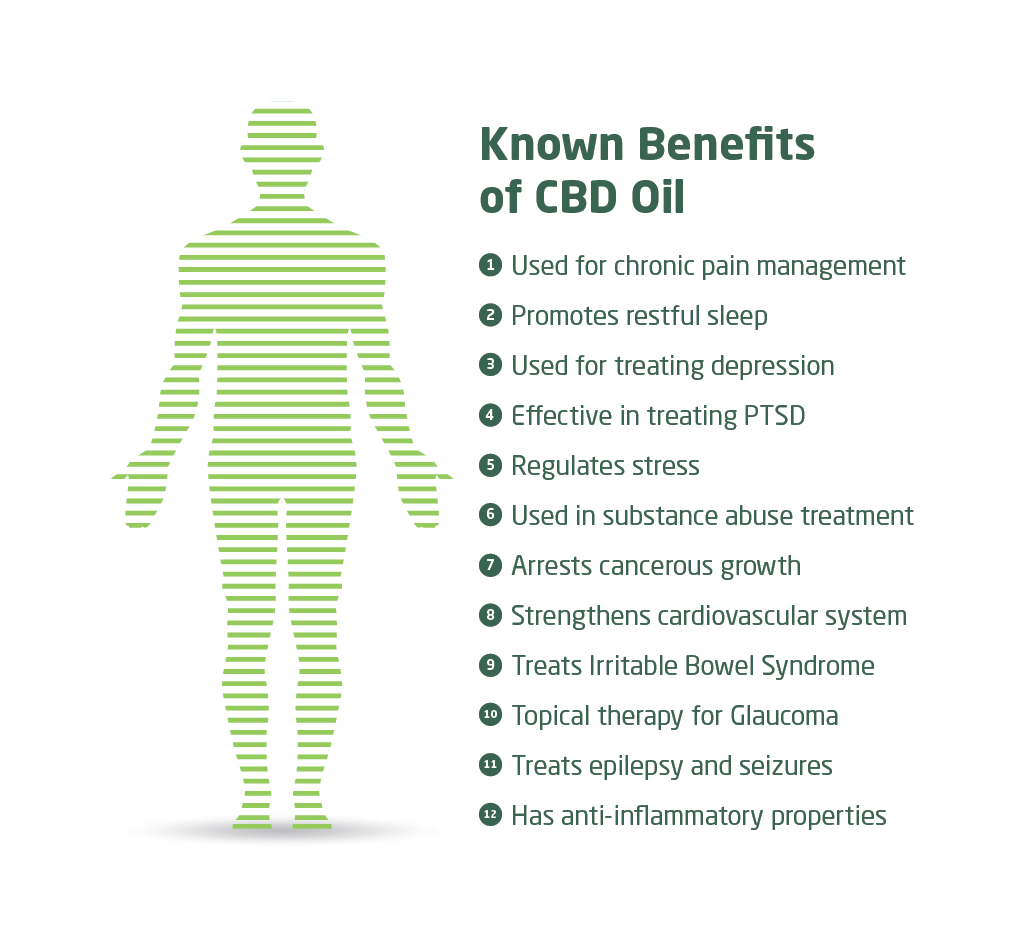 Known Benefits
of CBD Oil
1 Used for chronic pain management
2 Promotes restful sleep
3 Used for treating depression
4 Effective in treating PTSD
5 Regulates stress
6 Used in substance abuse treatment
7 Arrests cancerous growth
8 Strengthens cardiovascular system
9 Treats Irritable Bowel Syndrome
10 Topical therapy for Glaucoma
11 Treats epilepsy and seizures
12 Has anti-inflammatory properties